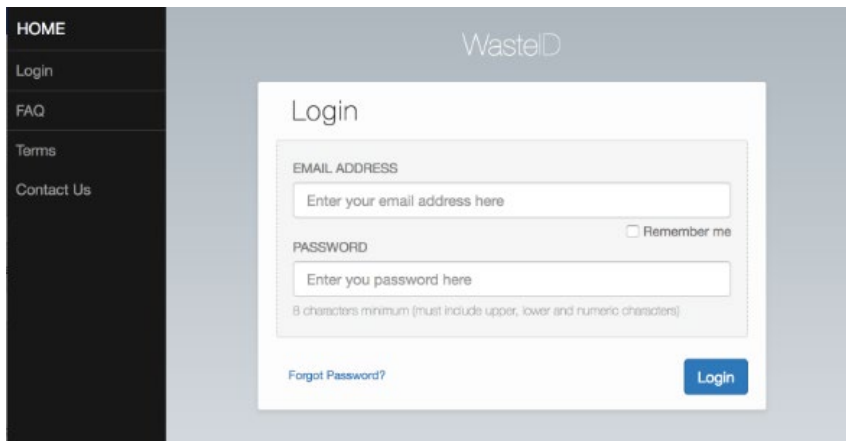 HOME
Login
FAQ
Terms
Contact Us
WasteID
Login
EMAIL ADDRESS
Enter your email address here
Remember me
PASSWORD
Enter you password here
8 characters minimum (must include upper, lower and numeric characters)
Forgot Password?
Login